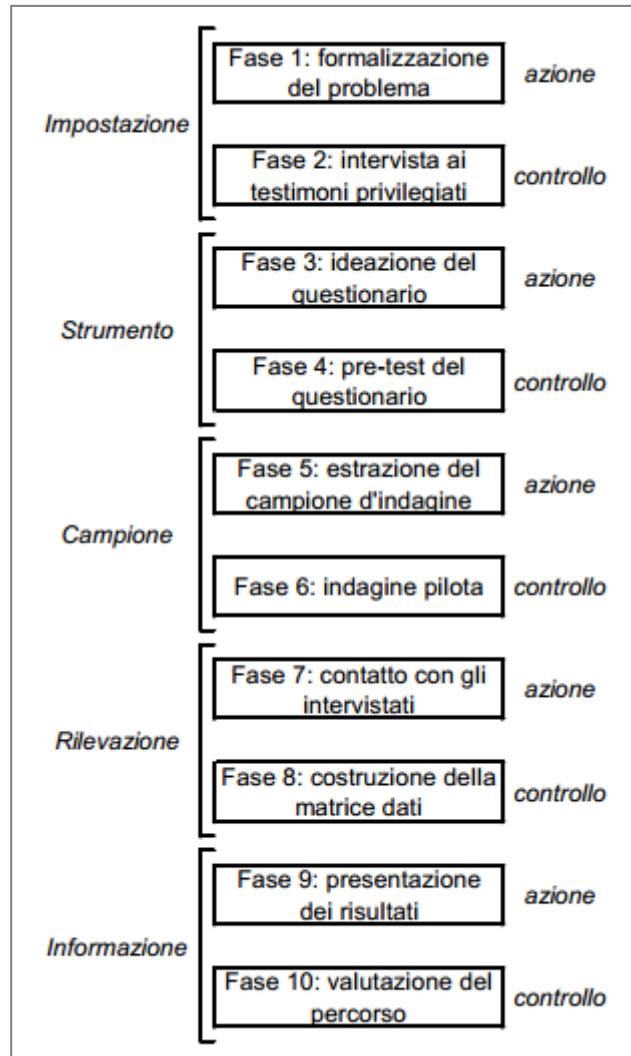 Fase 1: formalizzazione
del problema
azione
Impostazione
Fase 2: intervista ai
testimoni privilegiati
controllo
Fase 3: ideazione del
questionario
azione
Strumento
Fase 4: pre-test del
questionario
controllo
Fase 5: estrazione del
campione d'indagine
azione
Campione
Fase 6: indagine pilota
controllo
Fase 7: contatto con gli
intervistati
azione
Rilevazione
Fase 8: costruzione della
matrice dati
controllo
Fase 9: presentazione
dei risultati
azione
Informazione
Fase 10: valutazione del
percorso
controllo